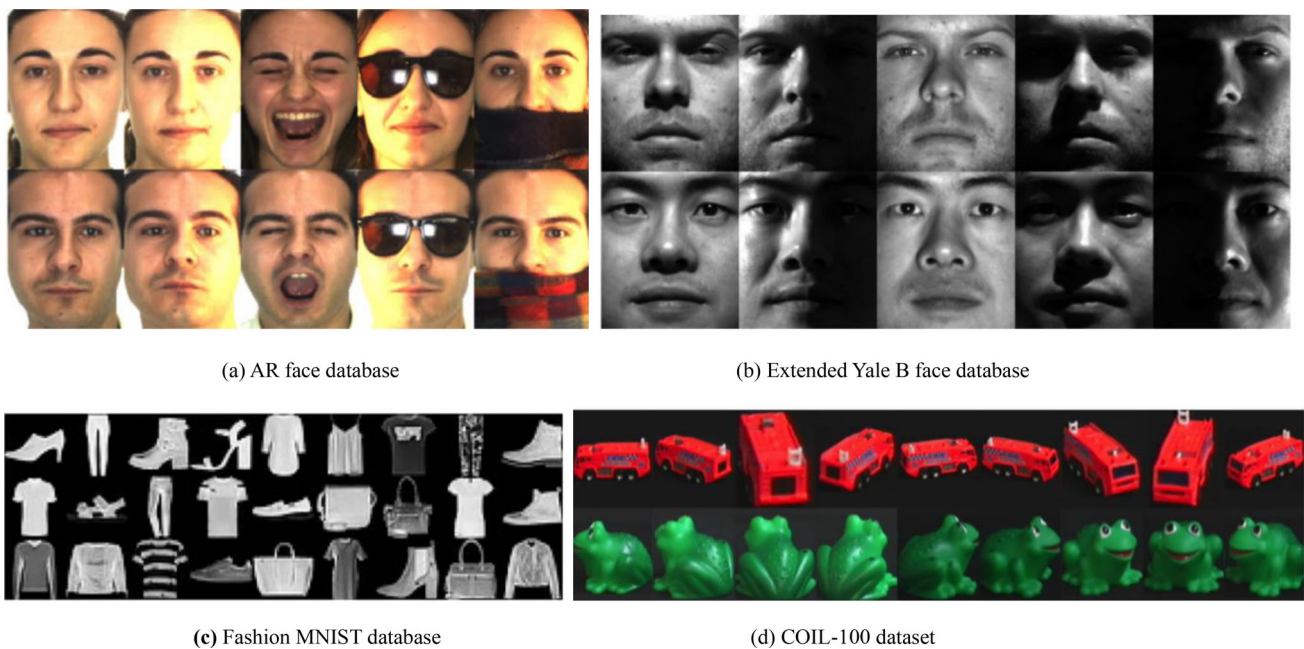 (a) AR face database
(b) Extended Yale B face database
(c) Fashion MNIST database
(d) COIL-100 dataset